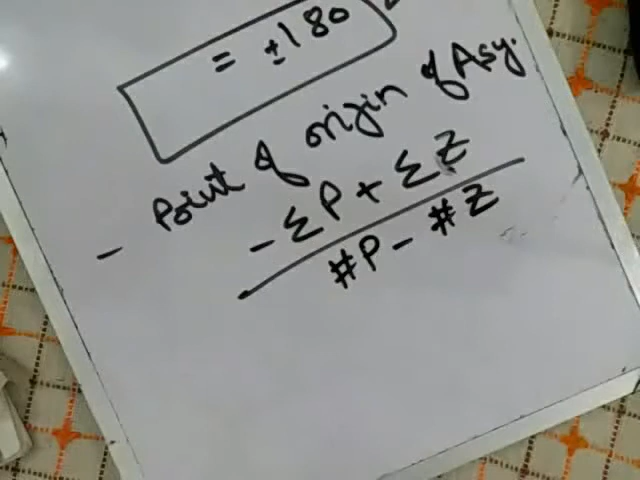 = ±180
- Point of origin of Asy.
-ΣP + ΣZ
#P - #Z